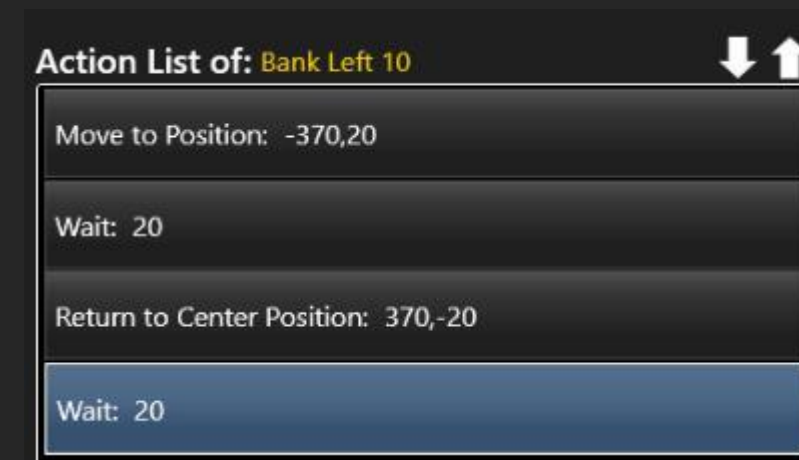 Action List of: Bank Left 10
Move to Position: -370,20
Wait: 20
Return to Center Position: 370,-20
Wait: 20